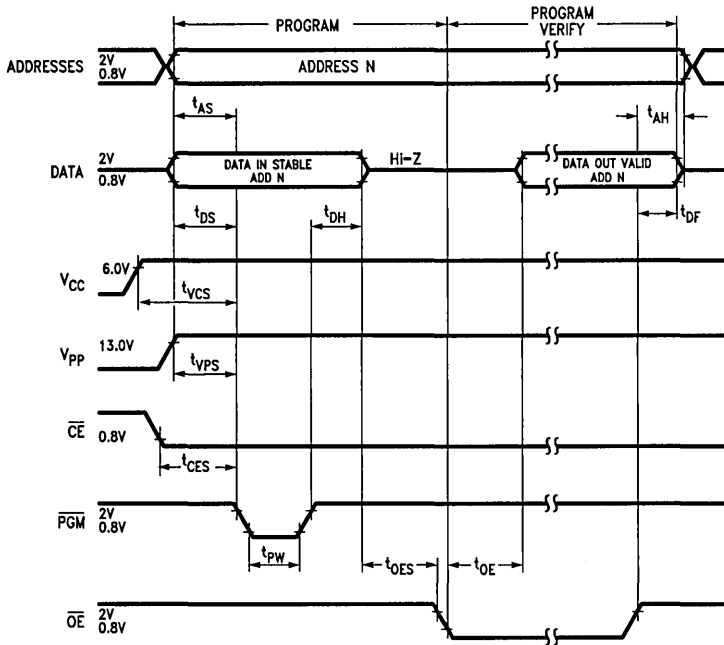 PROGRAM
PROGRAM
VERIFY
ADDRESSES
2V
0.8V
ADDRESS N
tAS
tAH
DATA
2V
0.8V
DATA IN STABLE
ADD N
Hi-Z
DATA OUT VALID
ADD N
tDS
tDH
tDF
VCC
6.0V
tVCS
VPP
13.0V
tVPS
CE
0.8V
tCES
PGM
2V
0.8V
tPW
tOES
tOE
OE
2V
0.8V